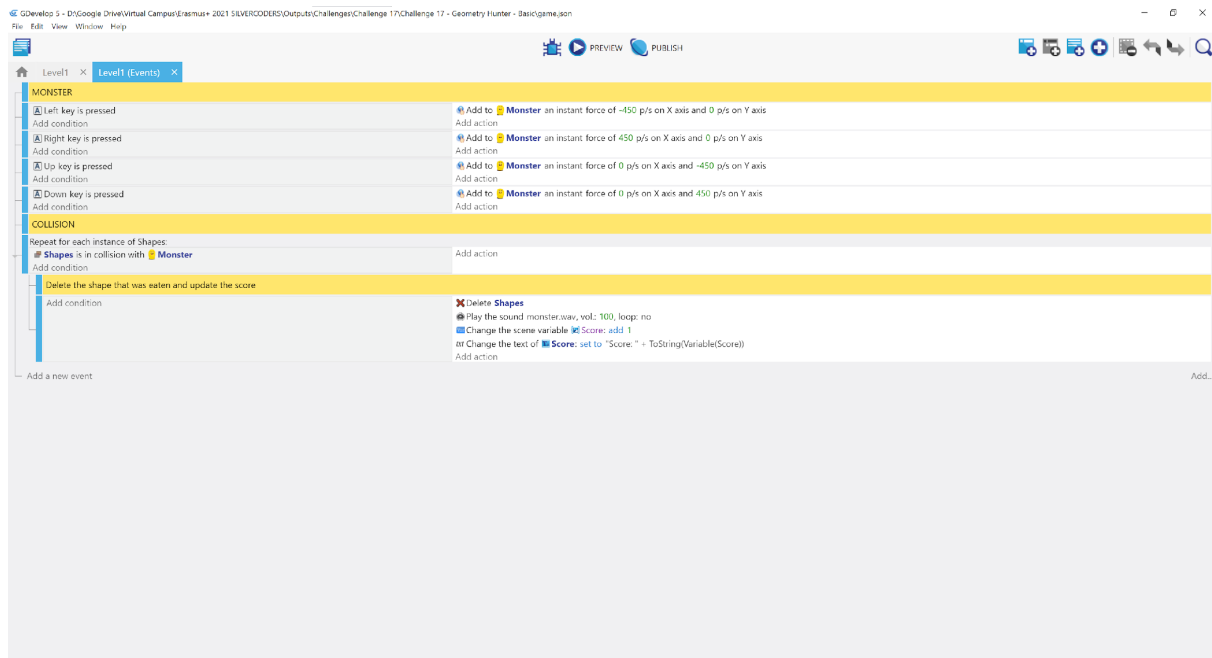 GDevelop 5 - D:\Google Drive\Virtual Campus\Erasmus+ 2021 SILVERCODERS\Outputs\Challenges\Challenge 17\Challenge 17 - Geometry Hunter - Basic\game.json
File Edit View Window Help
PREVIEW PUBLISH
Level1 Level1 (Events)
MONSTER
Left key is pressed
Add condition
Add to Monster an instant force of -450 p/s on X axis and 0 p/s on Y axis
Add action
Right key is pressed
Add condition
Add to Monster an instant force of 450 p/s on X axis and 0 p/s on Y axis
Add action
Up key is pressed
Add condition
Add to Monster an instant force of 0 p/s on X axis and -450 p/s on Y axis
Add action
Down key is pressed
Add condition
Add to Monster an instant force of 0 p/s on X axis and 450 p/s on Y axis
Add action
COLLISION
Repeat for each instance of Shapes:
Shapes is in collision with Monster
Add condition
Add action
Delete the shape that was eaten and update the score
Add condition
Delete Shapes
Play the sound monster.wav, vol.: 100, loop: no
Change the scene variable Score: add 1
Change the text of Score: set to "Score: " + ToString(Variable(Score))
Add action
Add a new event
Add...